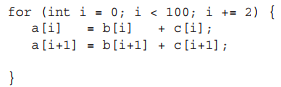 for (int i = 0; i < 100; i += 2) {
a[i] = b[i] + c[i];
a[i+1] = b[i+1] + c[i+1];
}